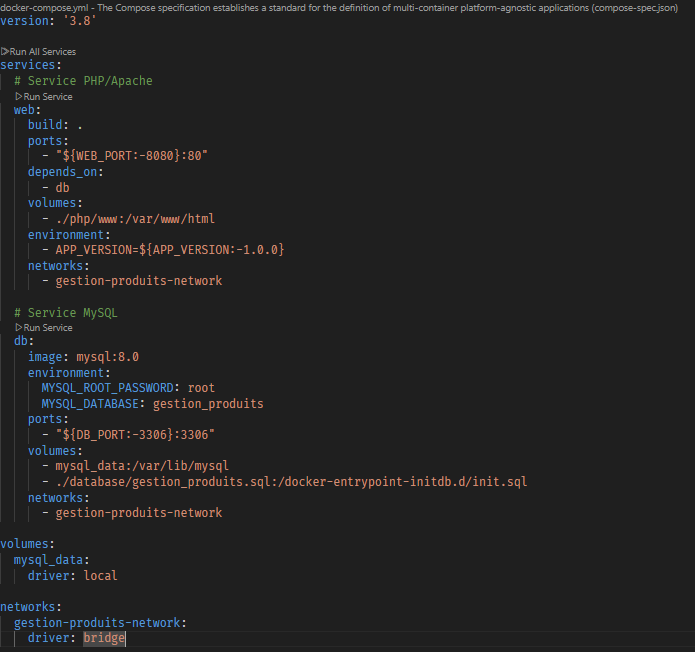 docker-compose.yml - The Compose specification establishes a standard for the definition of multi-container platform-agnostic applications (compose-spec.json)
version: '3.8'
▷Run All Services
services:
  # Service PHP/Apache
  ▷Run Service
  web:
    build: .
    ports:
      - "${WEB_PORT:-8080}:80"
    depends_on:
      - db
    volumes:
      - ./php/www:/var/www/html
    environment:
      - APP_VERSION=${APP_VERSION:-1.0.0}
    networks:
      - gestion-produits-network

  # Service MySQL
  ▷Run Service
  db:
    image: mysql:8.0
    environment:
      MYSQL_ROOT_PASSWORD: root
      MYSQL_DATABASE: gestion_produits
    ports:
      - "${DB_PORT:-3306}:3306"
    volumes:
      - mysql_data:/var/lib/mysql
      - ./database/gestion_produits.sql:/docker-entrypoint-initdb.d/init.sql
    networks:
      - gestion-produits-network

volumes:
  mysql_data:
    driver: local

networks:
  gestion-produits-network:
    driver: bridge